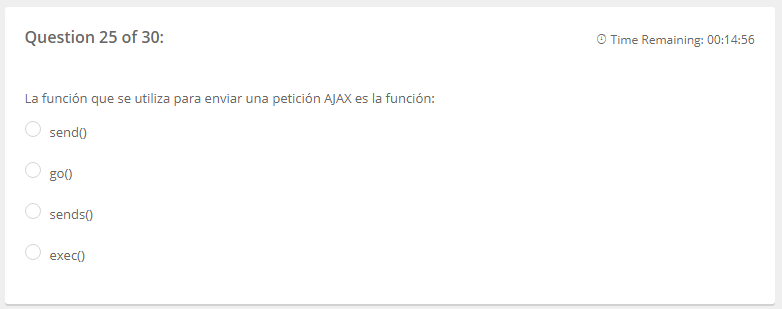 Question 25 of 30:
Time Remaining: 00:14:56
La función que se utiliza para enviar una petición AJAX es la función:
send()
go()
sends()
exec()